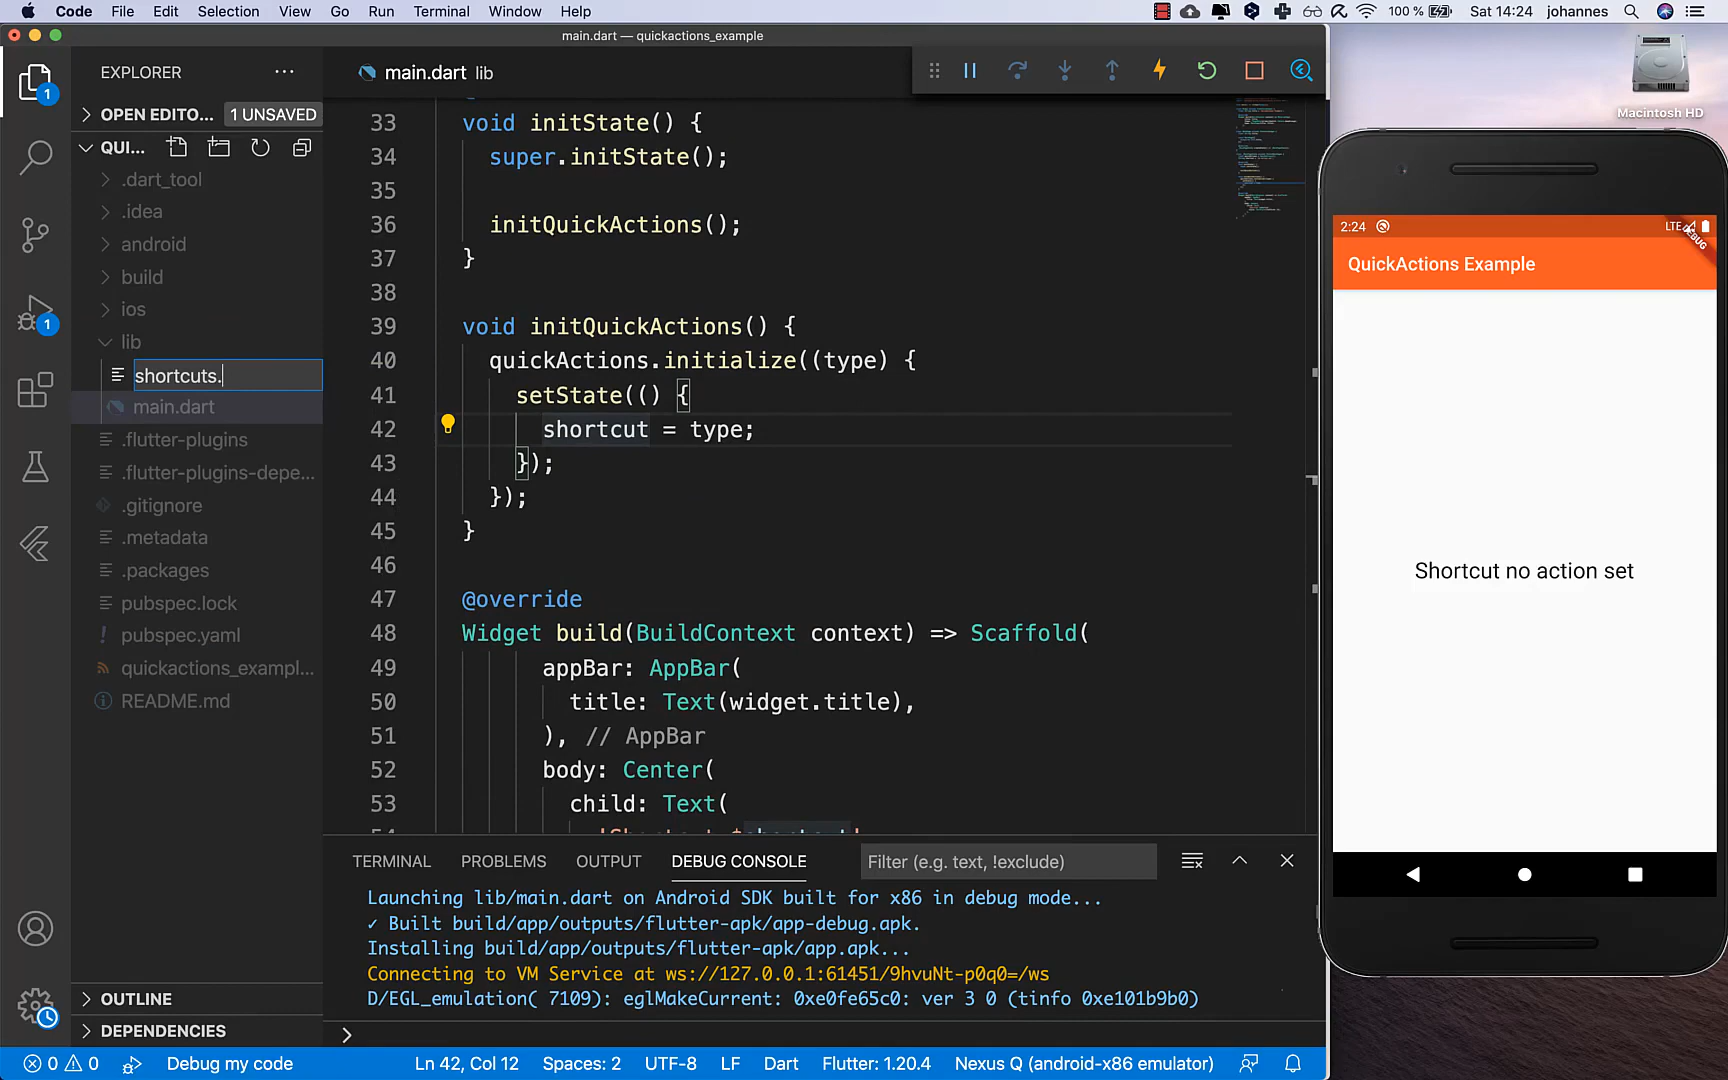 Code File Edit Selection View Go Run Terminal Window Help 100 % Sat 14:24 johannes
main.dart — quickactions_example
Macintosh HD
EXPLORER
OPEN EDITO... 1 UNSAVED
QUI...
.dart_tool
.idea
android
build
ios
lib
shortcuts.
main.dart
.flutter-plugins
.flutter-plugins-depe...
.gitignore
.metadata
.packages
pubspec.lock
pubspec.yaml
quickactions_exampl...
README.md
OUTLINE
DEPENDENCIES
1
1
main.dart lib
33 void initState() {
34 super.initState();
35
36 initQuickActions();
37 }
38
39 void initQuickActions() {
40 quickActions.initialize((type) {
41 setState(() {
42 shortcut = type;
43 });
44 });
45 }
46
47 @override
48 Widget build(BuildContext context) => Scaffold(
49 appBar: AppBar(
50 title: Text(widget.title),
51 ), // AppBar
52 body: Center(
53 child: Text(
TERMINAL PROBLEMS OUTPUT DEBUG CONSOLE Filter (e.g. text, !exclude)
Launching lib/main.dart on Android SDK built for x86 in debug mode...
✓ Built build/app/outputs/flutter-apk/app-debug.apk.
Installing build/app/outputs/flutter-apk/app.apk...
Connecting to VM Service at ws://127.0.0.1:61451/9hvuNt-p0q0=/ws
D/EGL_emulation( 7109): eglMakeCurrent: 0xe0fe65c0: ver 3 0 (tinfo 0xe101b9b0)
>
0 0 Debug my code Ln 42, Col 12 Spaces: 2 UTF-8 LF Dart Flutter: 1.20.4 Nexus Q (android-x86 emulator)
2:24 LTE
DEBUG
QuickActions Example
Shortcut no action set